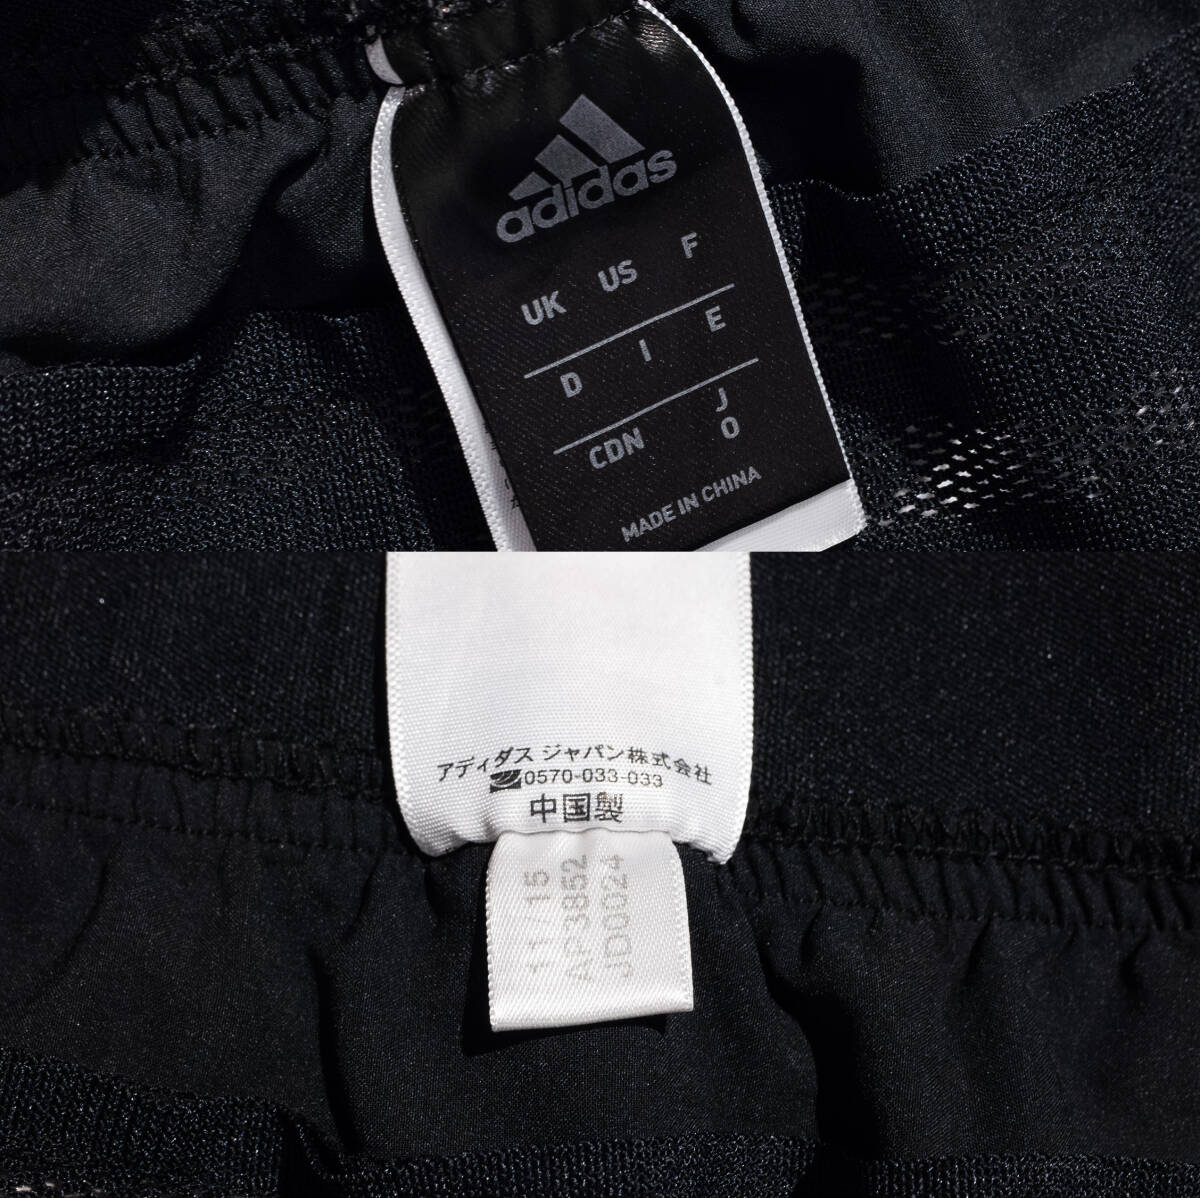 adidas
UK US F
D I E
CDN J O
MADE IN CHINA
アディダス ジャパン株式会社
0570-033-033
中国製
11/15
AP3852
JD0024